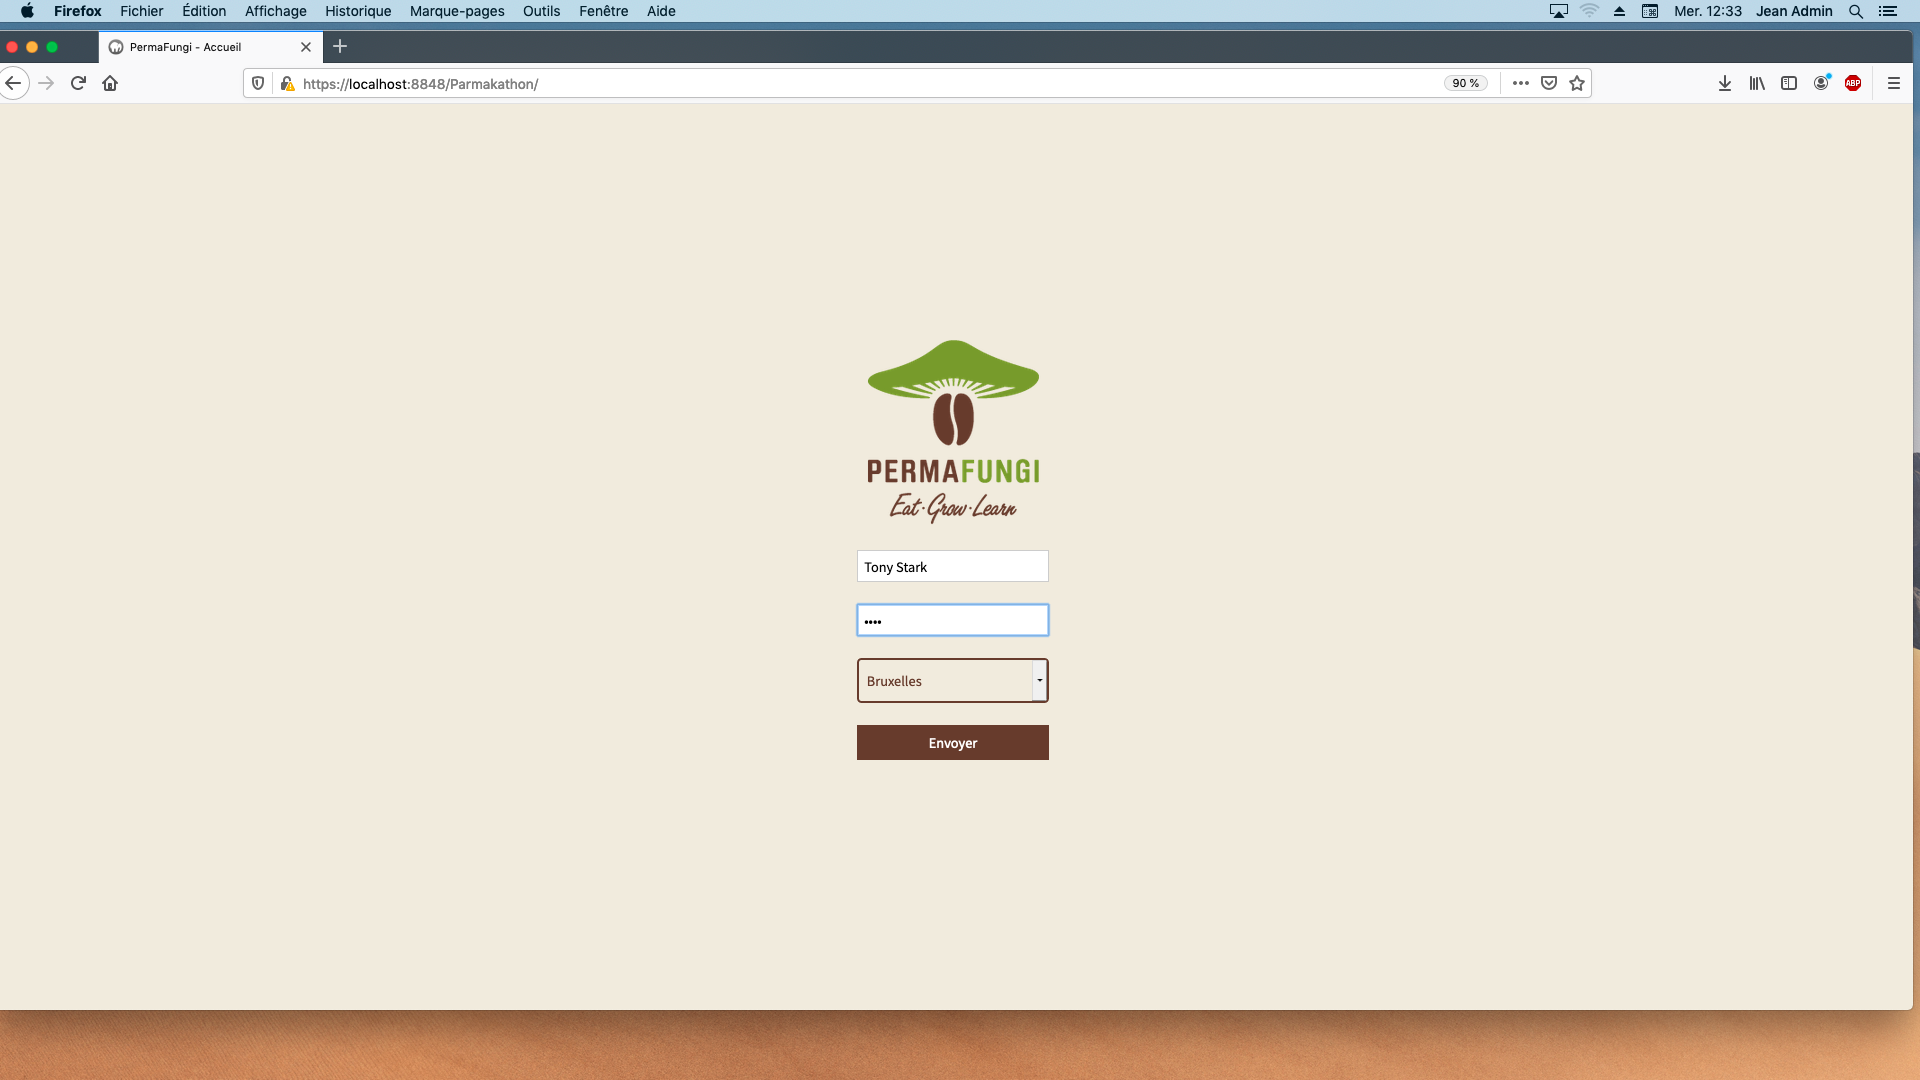 Firefox Fichier Édition Affichage Historique Marque-pages Outils Fenêtre Aide Mer. 12:33 Jean Admin
PermaFungi - Accueil
https://localhost:8848/Parmakathon/ 90 % ABP
PERMAFUNGI
Eat·Grow·Learn
Tony Stark
••••
Bruxelles
Envoyer